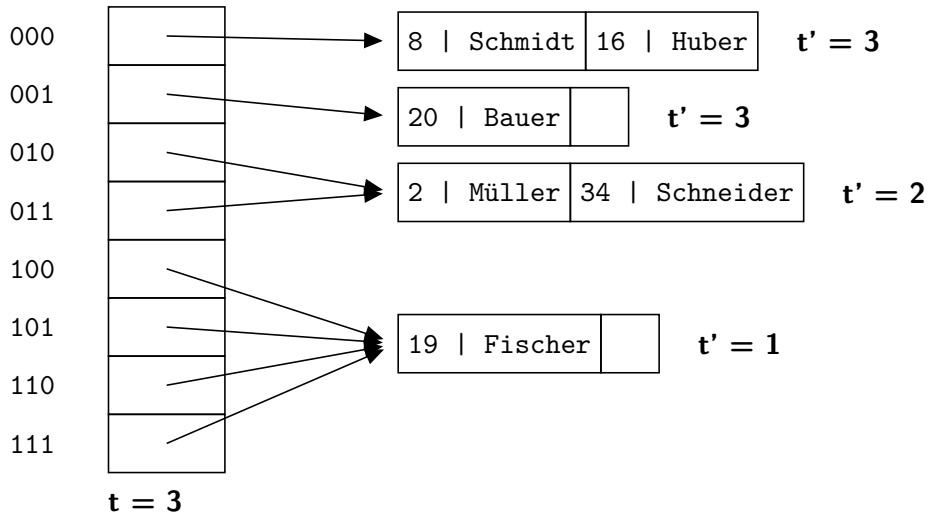 000
8 | Schmidt 16 | Huber t' = 3
001
20 | Bauer t' = 3
010
2 | Müller 34 | Schneider t' = 2
011
100
101
19 | Fischer t' = 1
110
111
t = 3